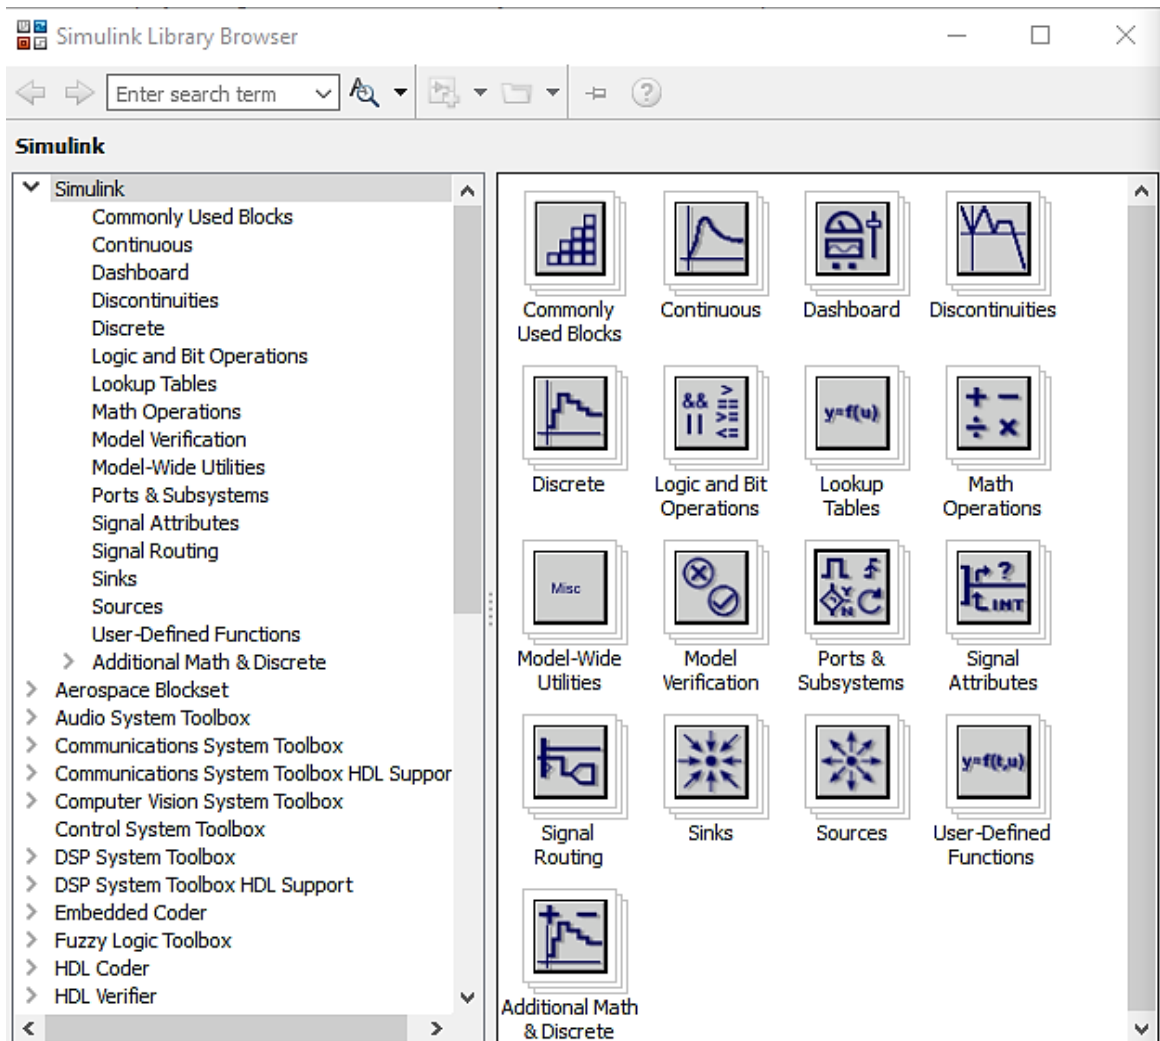 Simulink Library Browser
Enter search term
Simulink
Simulink
Commonly Used Blocks
Continuous
Dashboard
Discontinuities
Discrete
Logic and Bit Operations
Lookup Tables
Math Operations
Model Verification
Model-Wide Utilities
Ports & Subsystems
Signal Attributes
Signal Routing
Sinks
Sources
User-Defined Functions
Additional Math & Discrete
Aerospace Blockset
Audio System Toolbox
Communications System Toolbox
Communications System Toolbox HDL Suppor
Computer Vision System Toolbox
Control System Toolbox
DSP System Toolbox
DSP System Toolbox HDL Support
Embedded Coder
Fuzzy Logic Toolbox
HDL Coder
HDL Verifier
Commonly
Used Blocks
Continuous
Dashboard
Discontinuities
&& >
== 
|| >=
<=
y=f(u)
+ −
÷ ×
Discrete
Logic and Bit
Operations
Lookup
Tables
Math
Operations
Misc
Y
N
?
INT
Model-Wide
Utilities
Model
Verification
Ports &
Subsystems
Signal
Attributes
y=f(t,u)
Signal
Routing
Sinks
Sources
User-Defined
Functions
+ −
Additional Math
& Discrete